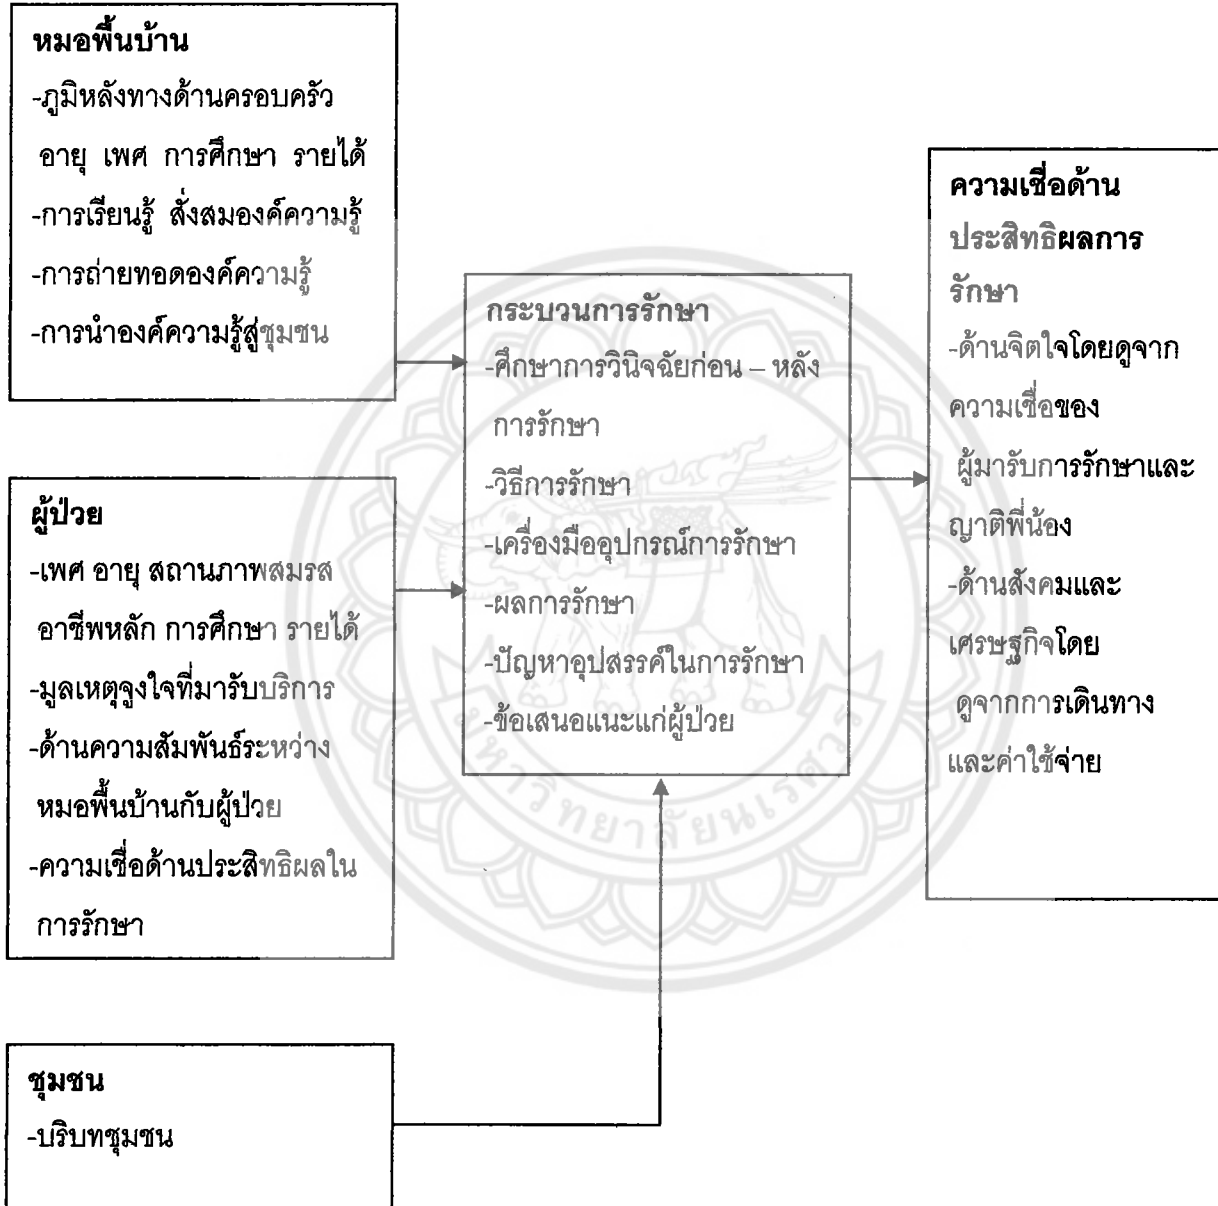 หมอพื้นบ้าน
-ภูมิหลังทางด้านครอบครัว
อายุ เพศ การศึกษา รายได้
-การเรียนรู้ สั่งสมองค์ความรู้
-การถ่ายทอดองค์ความรู้
-การนำองค์ความรู้สู่ชุมชน
ผู้ป่วย
-เพศ อายุ สถานภาพสมรส
อาชีพหลัก การศึกษา รายได้
-มูลเหตุจูงใจที่มารับบริการ
-ด้านความสัมพันธ์ระหว่าง
หมอพื้นบ้านกับผู้ป่วย
-ความเชื่อด้านประสิทธิผลใน
การรักษา
ชุมชน
-บริบทชุมชน
กระบวนการรักษา
-ศึกษาการวินิจฉัยก่อน – หลัง
การรักษา
-วิธีการรักษา
-เครื่องมืออุปกรณ์การรักษา
-ผลการรักษา
-ปัญหาอุปสรรค์ในการรักษา
-ข้อเสนอแนะแก่ผู้ป่วย
ความเชื่อด้าน
ประสิทธิผลการ
รักษา
-ด้านจิตใจโดยดูจาก
ความเชื่อของ
ผู้มารับการรักษาและ
ญาติพี่น้อง
-ด้านสังคมและ
เศรษฐกิจโดย
ดูจากการเดินทาง
และค่าใช้จ่าย
มหาวิทยาลัยนเรศวร